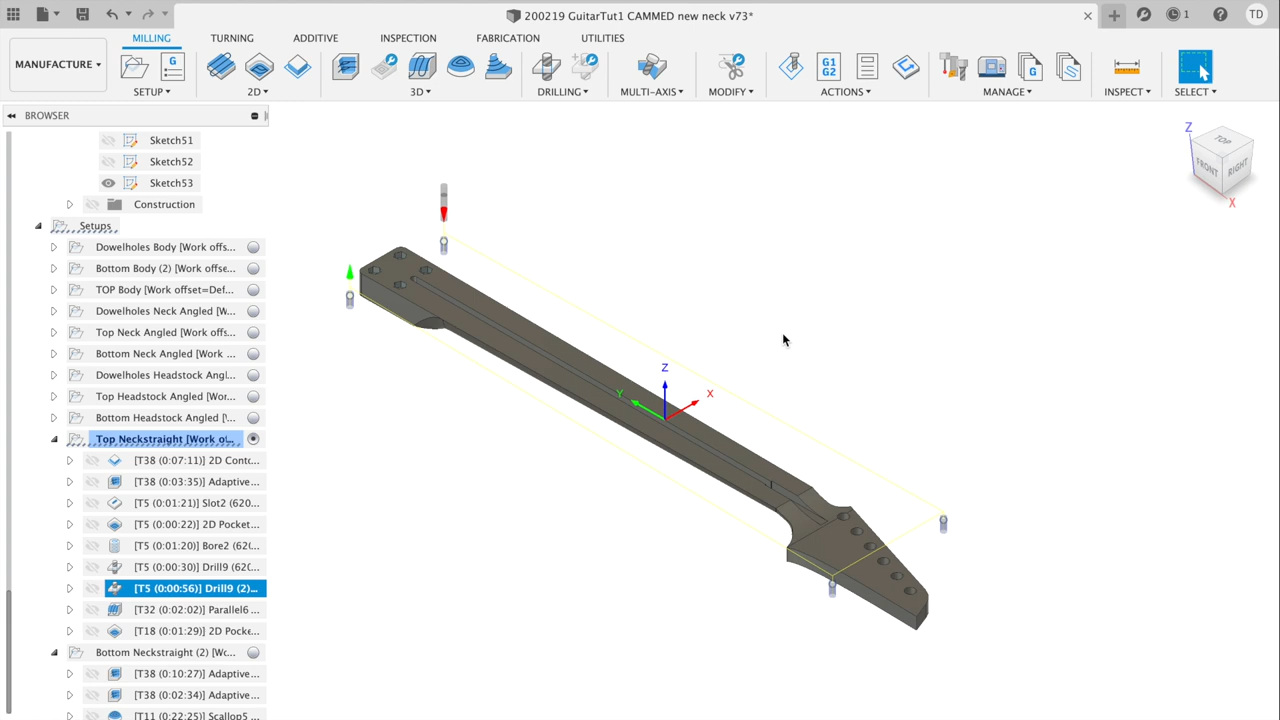 200219 GuitarTut1 CAMMED new neck v73*
1
TD
MANUFACTURE
MILLING
TURNING
ADDITIVE
INSPECTION
FABRICATION
UTILITIES
G
G1
G2
G
SETUP
2D
3D
DRILLING
MULTI-AXIS
MODIFY
ACTIONS
MANAGE
INSPECT
SELECT
BROWSER
Sketch51
Sketch52
Sketch53
Construction
Setups
Dowelholes Body [Work offs...
Bottom Body (2) [Work offse...
TOP Body [Work offset=Def...
Dowelholes Neck Angled [W...
Top Neck Angled [Work offs...
Bottom Neck Angled [Work ...
Dowelholes Headstock Angl...
Top Headstock Angled [Wor...
Bottom Headstock Angled [\...
Top Neckstraight [Work o\...
[T38 (0:07:11)] 2D Conto...
[T38 (0:03:35)] Adaptive...
[T5 (0:01:21)] Slot2 (620...
[T5 (0:00:22)] 2D Pocket...
[T5 (0:01:20)] Bore2 (62(...
[T5 (0:00:30)] Drill9 (62(...
[T5 (0:00:56)] Drill9 (2)...
[T32 (0:02:02)] Parallel6 ...
[T18 (0:01:29)] 2D Pocke...
Bottom Neckstraight (2) [Wc...
[T38 (0:10:27)] Adaptive...
[T38 (0:02:34)] Adaptive...
[T11 (0:22:25)] Scallop5 ...
Z
TOP
FRONT
RIGHT
X
Z
Y
X